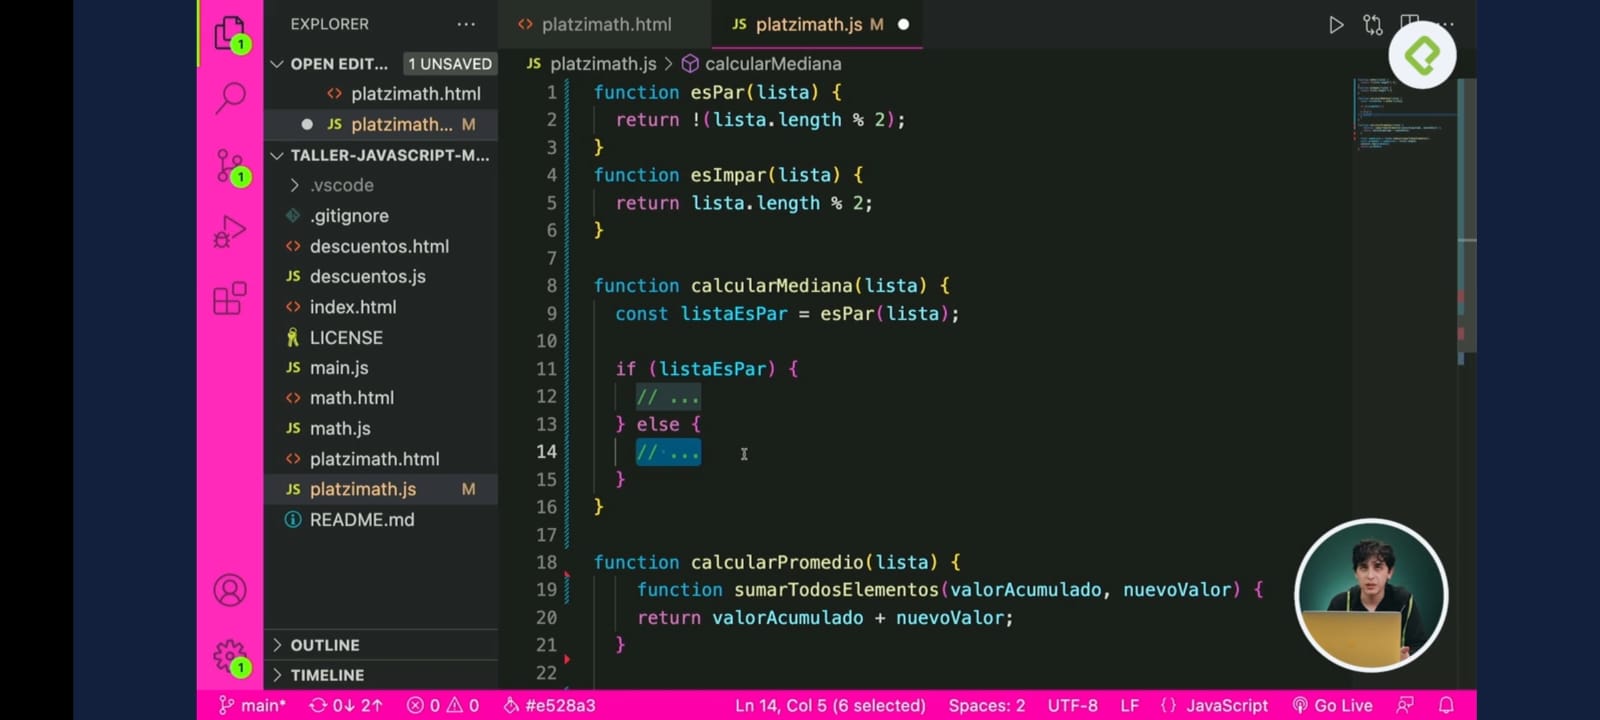 EXPLORER
platzimath.html
JS platzimath.js M
OPEN EDIT... 1 UNSAVED
JS platzimath.js > calcularMediana
platzimath.html
JS platzimath... M
TALLER-JAVASCRIPT-M...
.vscode
.gitignore
descuentos.html
JS descuentos.js
index.html
LICENSE
JS main.js
math.html
JS math.js
platzimath.html
JS platzimath.js M
README.md
OUTLINE
TIMELINE
1 function esPar(lista) {
2 return !(lista.length % 2);
3 }
4 function esImpar(lista) {
5 return lista.length % 2;
6 }
7
8 function calcularMediana(lista) {
9 const listaEsPar = esPar(lista);
10
11 if (listaEsPar) {
12 // ...
13 } else {
14 // ...
15 }
16 }
17
18 function calcularPromedio(lista) {
19 function sumarTodosElementos(valorAcumulado, nuevoValor) {
20 return valorAcumulado + nuevoValor;
21 }
22
1
1
1
main* 0↓ 2↑ 0 0 #e528a3 Ln 14, Col 5 (6 selected) Spaces: 2 UTF-8 LF {} JavaScript Go Live